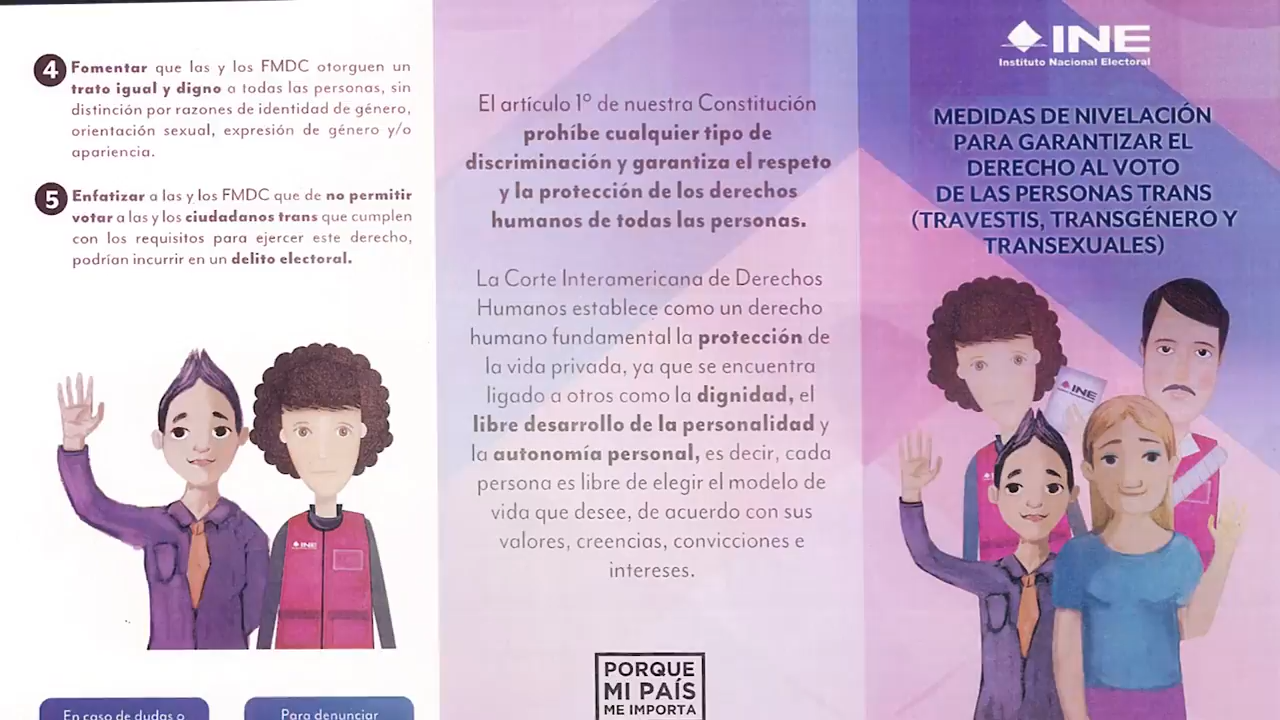 4 Fomentar que las y los FMDC otorguen un
trato igual y digno a todas las personas, sin
distinción por razones de identidad de género,
orientación sexual, expresión de género y/o
apariencia.
5 Enfatizar a las y los FMDC que de no permitir
votar a las y los ciudadanos trans que cumplen
con los requisitos para ejercer este derecho,
podrían incurrir en un delito electoral.
INE
En caso de dudas o
Para denunciar
El artículo 1º de nuestra Constitución
prohíbe cualquier tipo de
discriminación y garantiza el respeto
y la protección de los derechos
humanos de todas las personas.
La Corte Interamericana de Derechos
Humanos establece como un derecho
humano fundamental la protección de
la vida privada, ya que se encuentra
ligado a otros como la dignidad, el
libre desarrollo de la personalidad y
la autonomía personal, es decir, cada
persona es libre de elegir el modelo de
vida que desee, de acuerdo con sus
valores, creencias, convicciones e
intereses.
PORQUE
MI PAÍS
ME IMPORTA
INE
Instituto Nacional Electoral
MEDIDAS DE NIVELACIÓN
PARA GARANTIZAR EL
DERECHO AL VOTO
DE LAS PERSONAS TRANS
(TRAVESTIS, TRANSGÉNERO Y
TRANSEXUALES)
INE